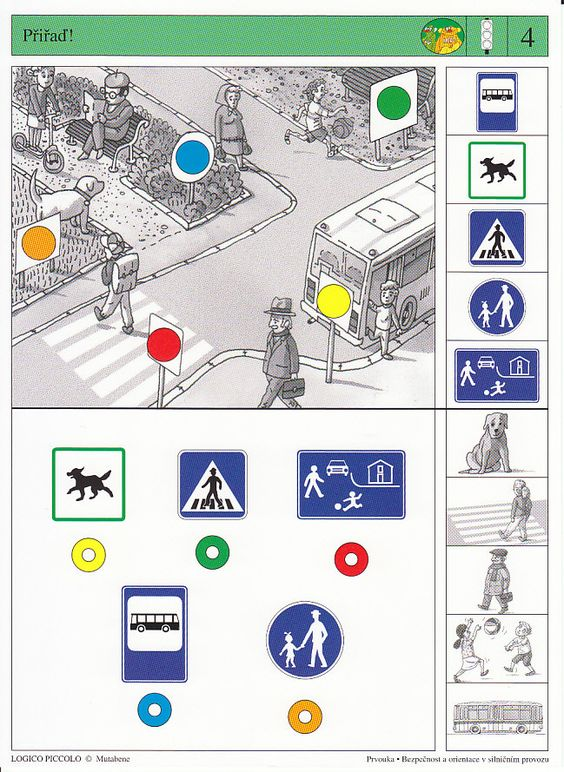 Přiřaď!
4
LOGICO PICCOLO © Mutabene
Prvouka • Bezpečnost a orientace v silničním provozu